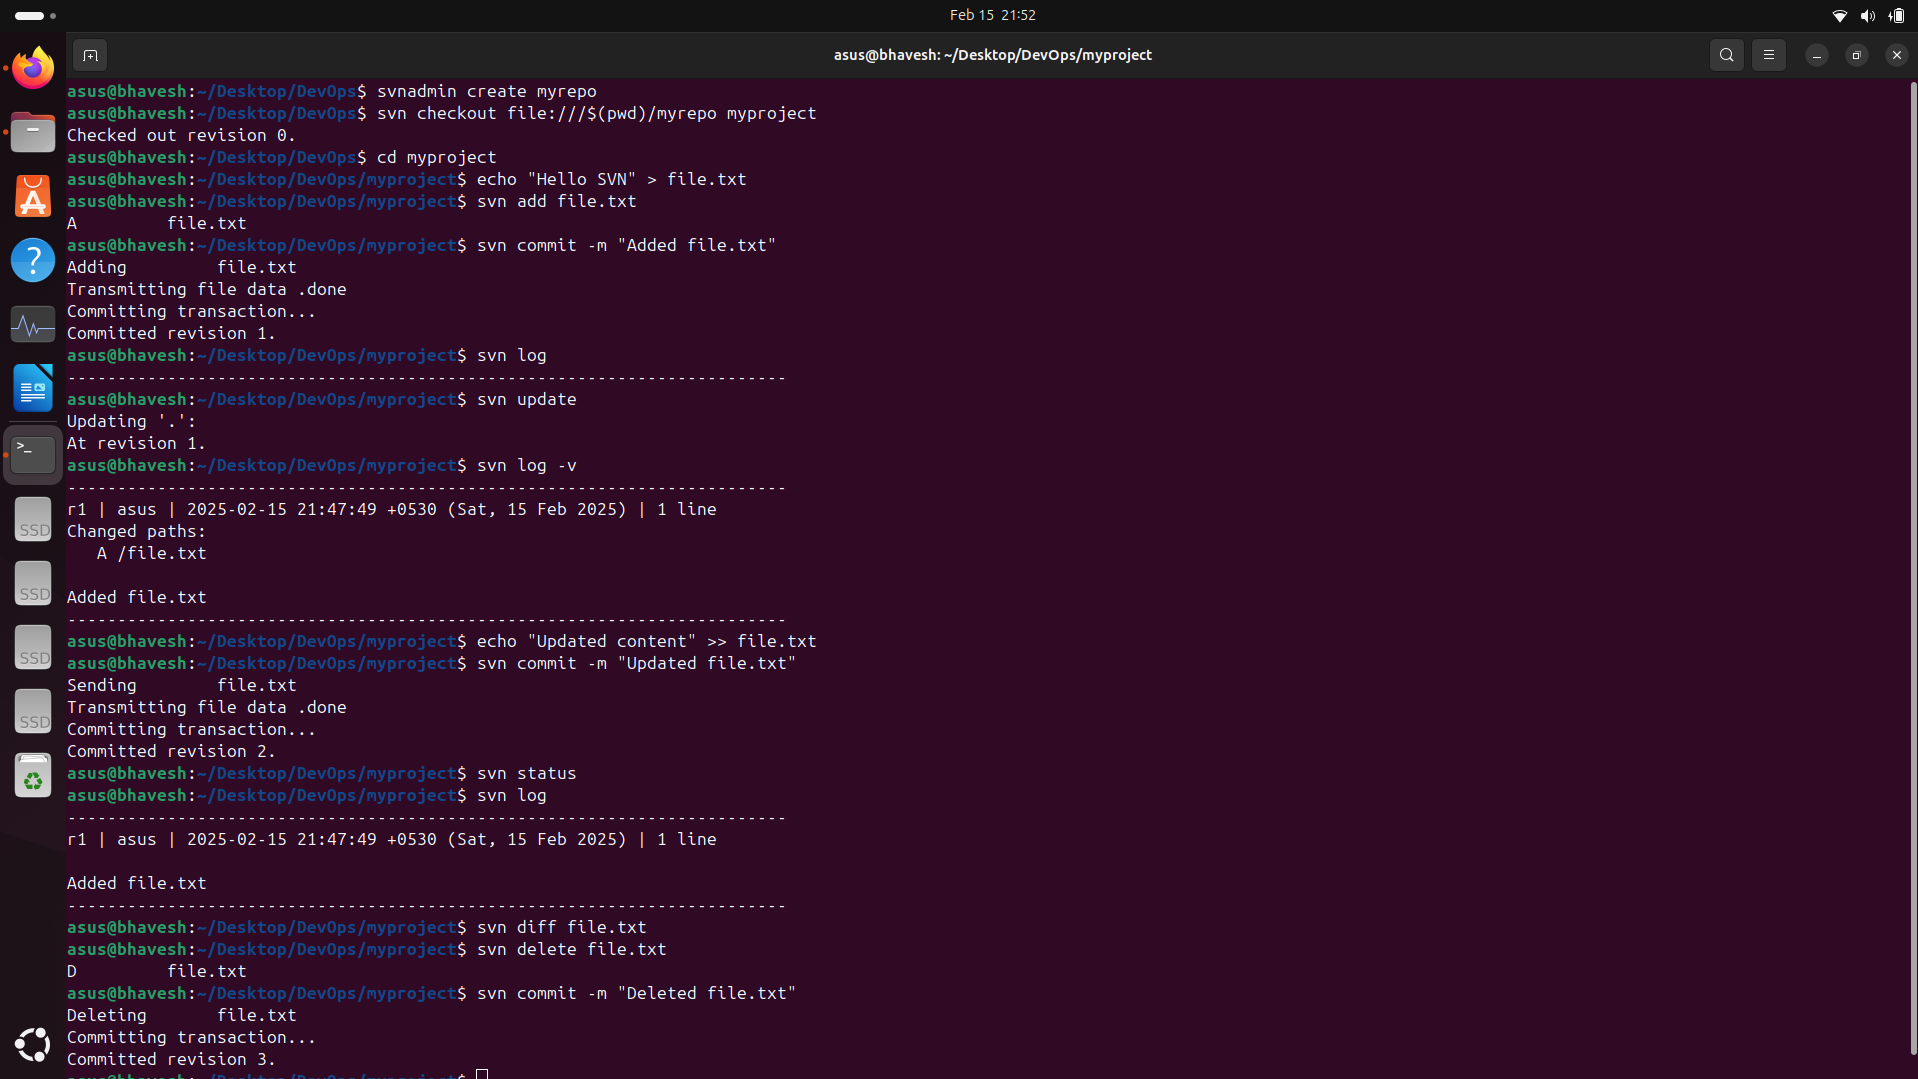 Feb 15 21:52
asus@bhavesh: ~/Desktop/DevOps/myproject
asus@bhavesh:~/Desktop/DevOps$ svnadmin create myrepo
asus@bhavesh:~/Desktop/DevOps$ svn checkout file:///$(pwd)/myrepo myproject
Checked out revision 0.
asus@bhavesh:~/Desktop/DevOps$ cd myproject
asus@bhavesh:~/Desktop/DevOps/myproject$ echo "Hello SVN" > file.txt
asus@bhavesh:~/Desktop/DevOps/myproject$ svn add file.txt
A         file.txt
asus@bhavesh:~/Desktop/DevOps/myproject$ svn commit -m "Added file.txt"
Adding         file.txt
Transmitting file data .done
Committing transaction...
Committed revision 1.
asus@bhavesh:~/Desktop/DevOps/myproject$ svn log
------------------------------------------------------------------------
asus@bhavesh:~/Desktop/DevOps/myproject$ svn update
Updating '.':
At revision 1.
asus@bhavesh:~/Desktop/DevOps/myproject$ svn log -v
------------------------------------------------------------------------
r1 | asus | 2025-02-15 21:47:49 +0530 (Sat, 15 Feb 2025) | 1 line
Changed paths:
   A /file.txt

Added file.txt
------------------------------------------------------------------------
asus@bhavesh:~/Desktop/DevOps/myproject$ echo "Updated content" >> file.txt
asus@bhavesh:~/Desktop/DevOps/myproject$ svn commit -m "Updated file.txt"
Sending        file.txt
Transmitting file data .done
Committing transaction...
Committed revision 2.
asus@bhavesh:~/Desktop/DevOps/myproject$ svn status
asus@bhavesh:~/Desktop/DevOps/myproject$ svn log
------------------------------------------------------------------------
r1 | asus | 2025-02-15 21:47:49 +0530 (Sat, 15 Feb 2025) | 1 line

Added file.txt
------------------------------------------------------------------------
asus@bhavesh:~/Desktop/DevOps/myproject$ svn diff file.txt
asus@bhavesh:~/Desktop/DevOps/myproject$ svn delete file.txt
D         file.txt
asus@bhavesh:~/Desktop/DevOps/myproject$ svn commit -m "Deleted file.txt"
Deleting       file.txt
Committing transaction...
Committed revision 3.
asus@bhavesh:~/Desktop/DevOps/myproject$
SSD
SSD
SSD
SSD